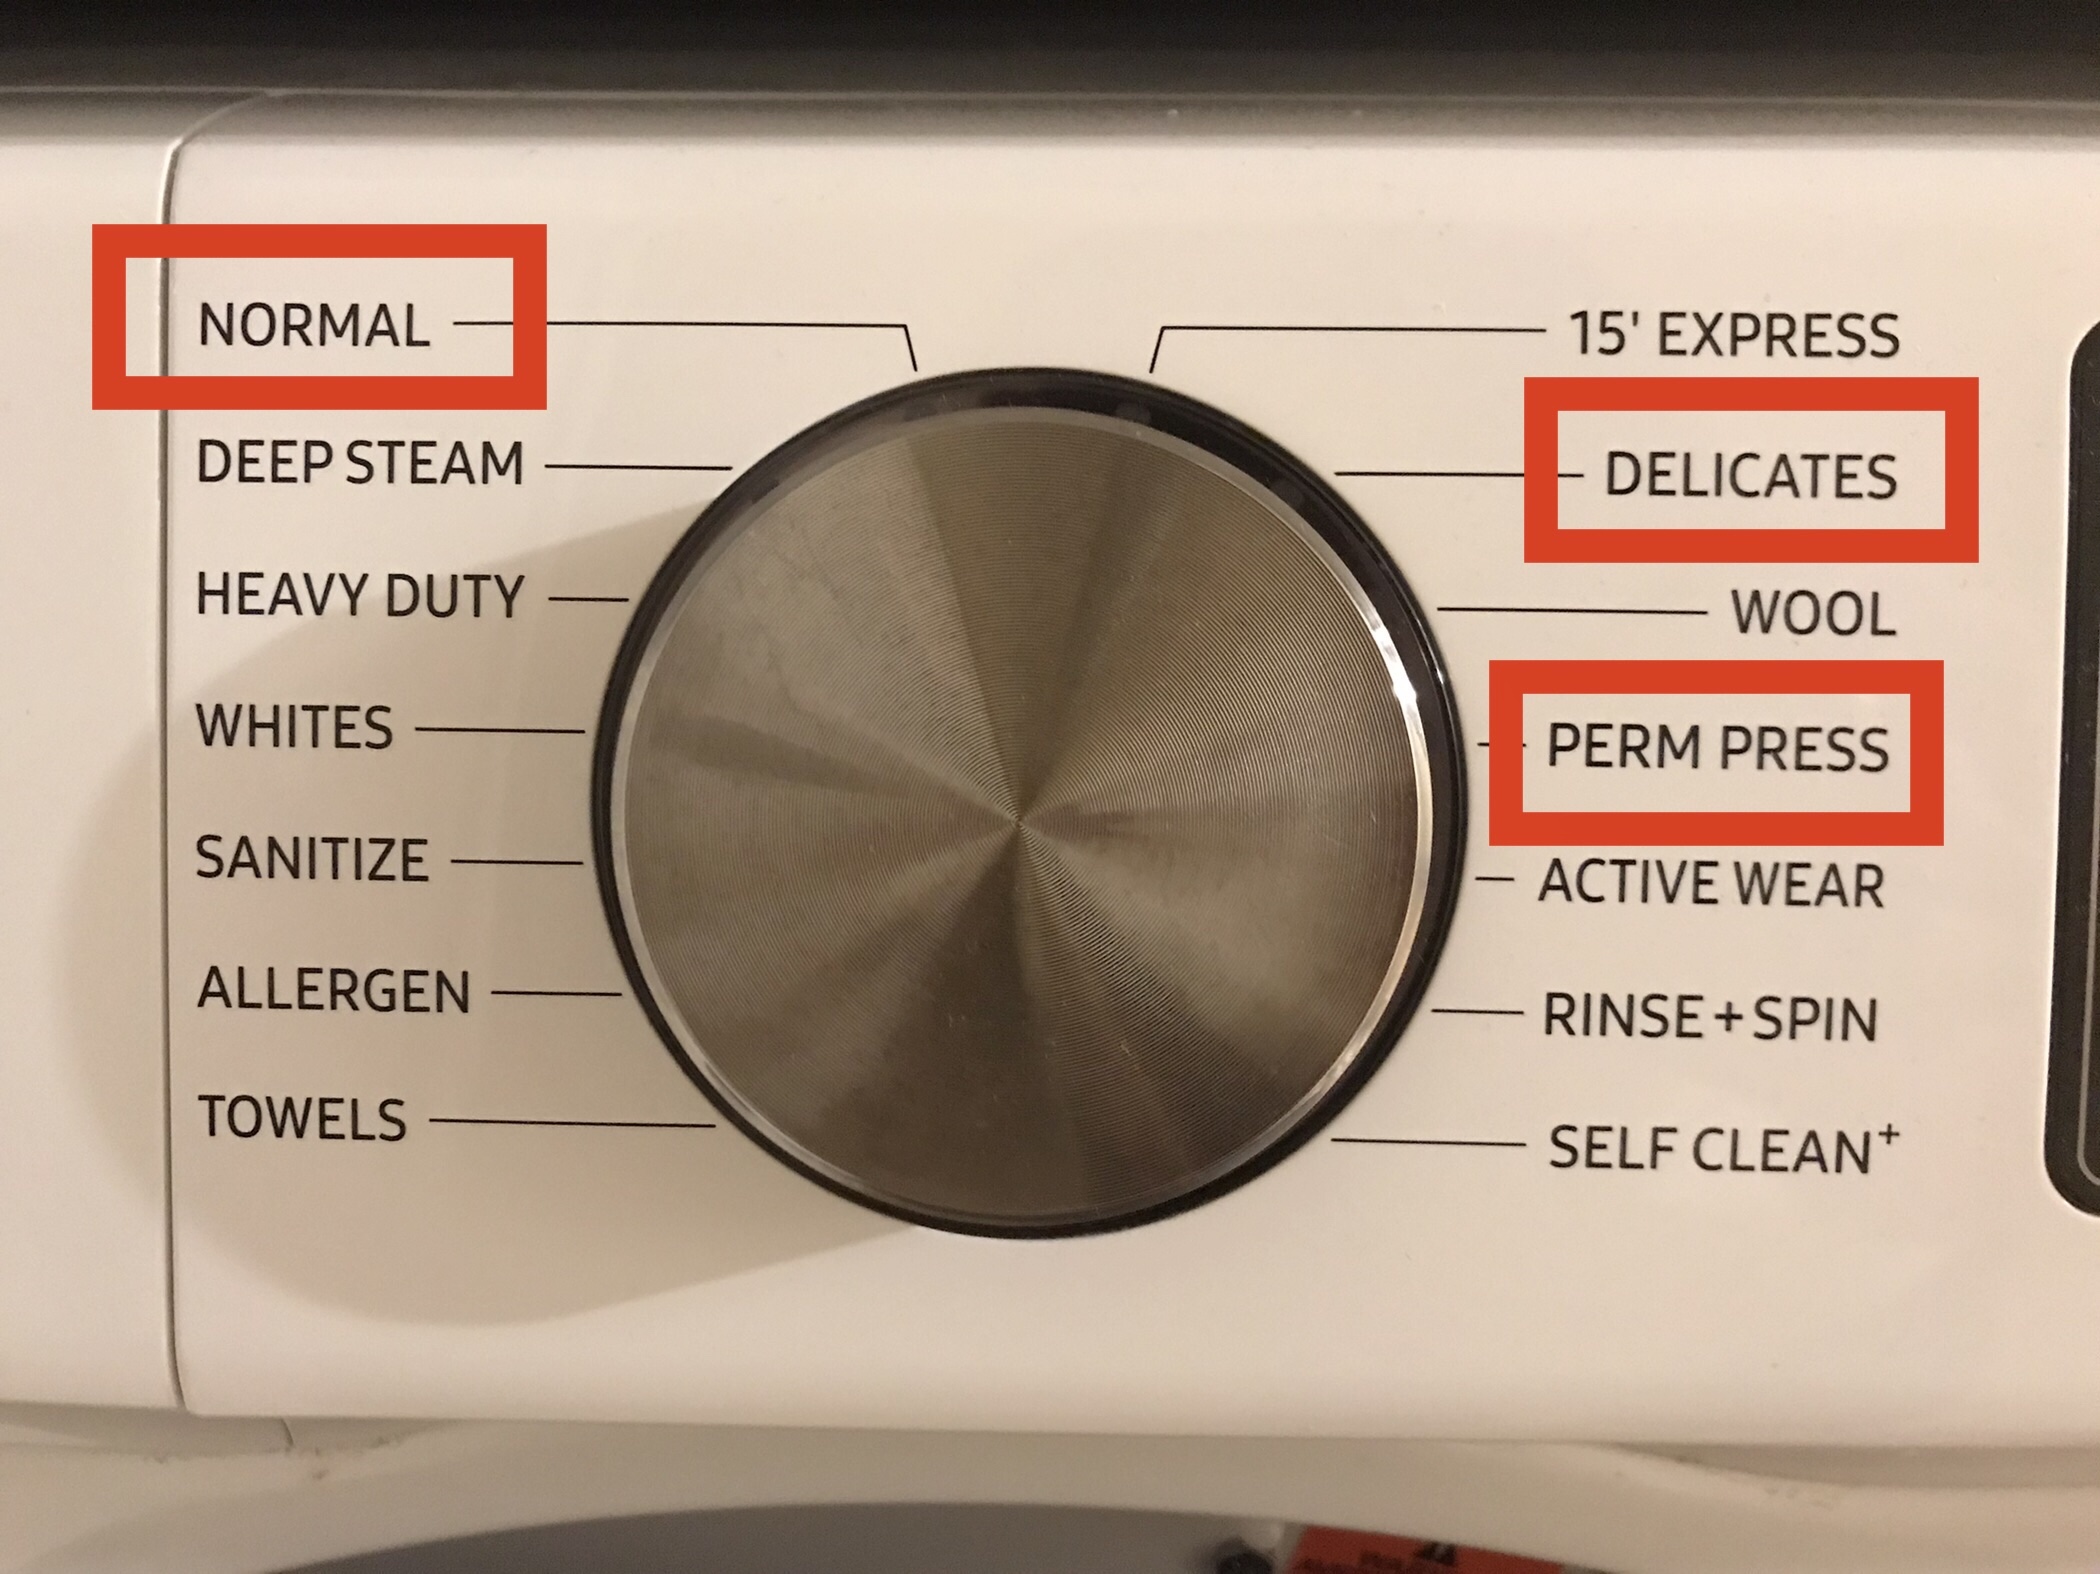 NORMAL
DEEP STEAM
HEAVY DUTY
WHITES
SANITIZE
ALLERGEN
TOWELS
15' EXPRESS
DELICATES
WOOL
PERM PRESS
ACTIVE WEAR
RINSE+SPIN
SELF CLEAN+